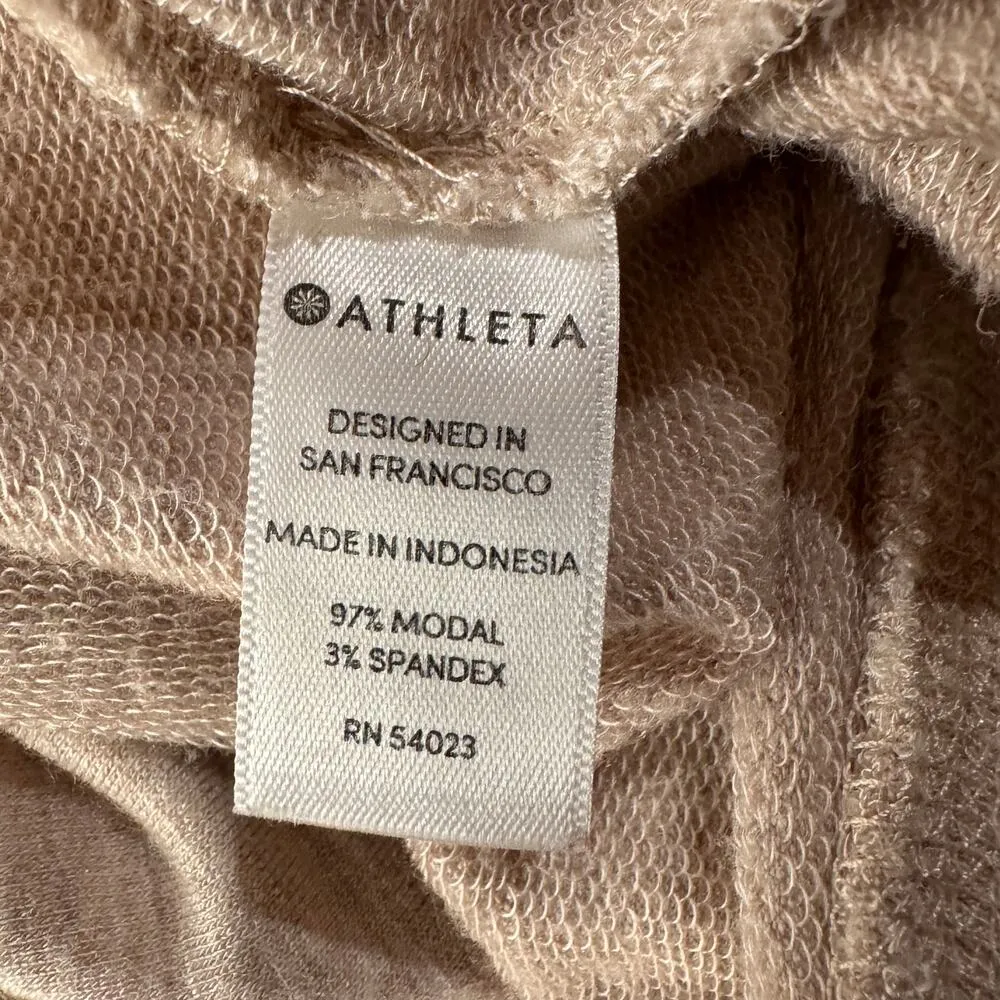 ATHLETA
DESIGNED IN
SAN FRANCISCO
MADE IN INDONESIA
97% MODAL
3% SPANDEX
RN 54023